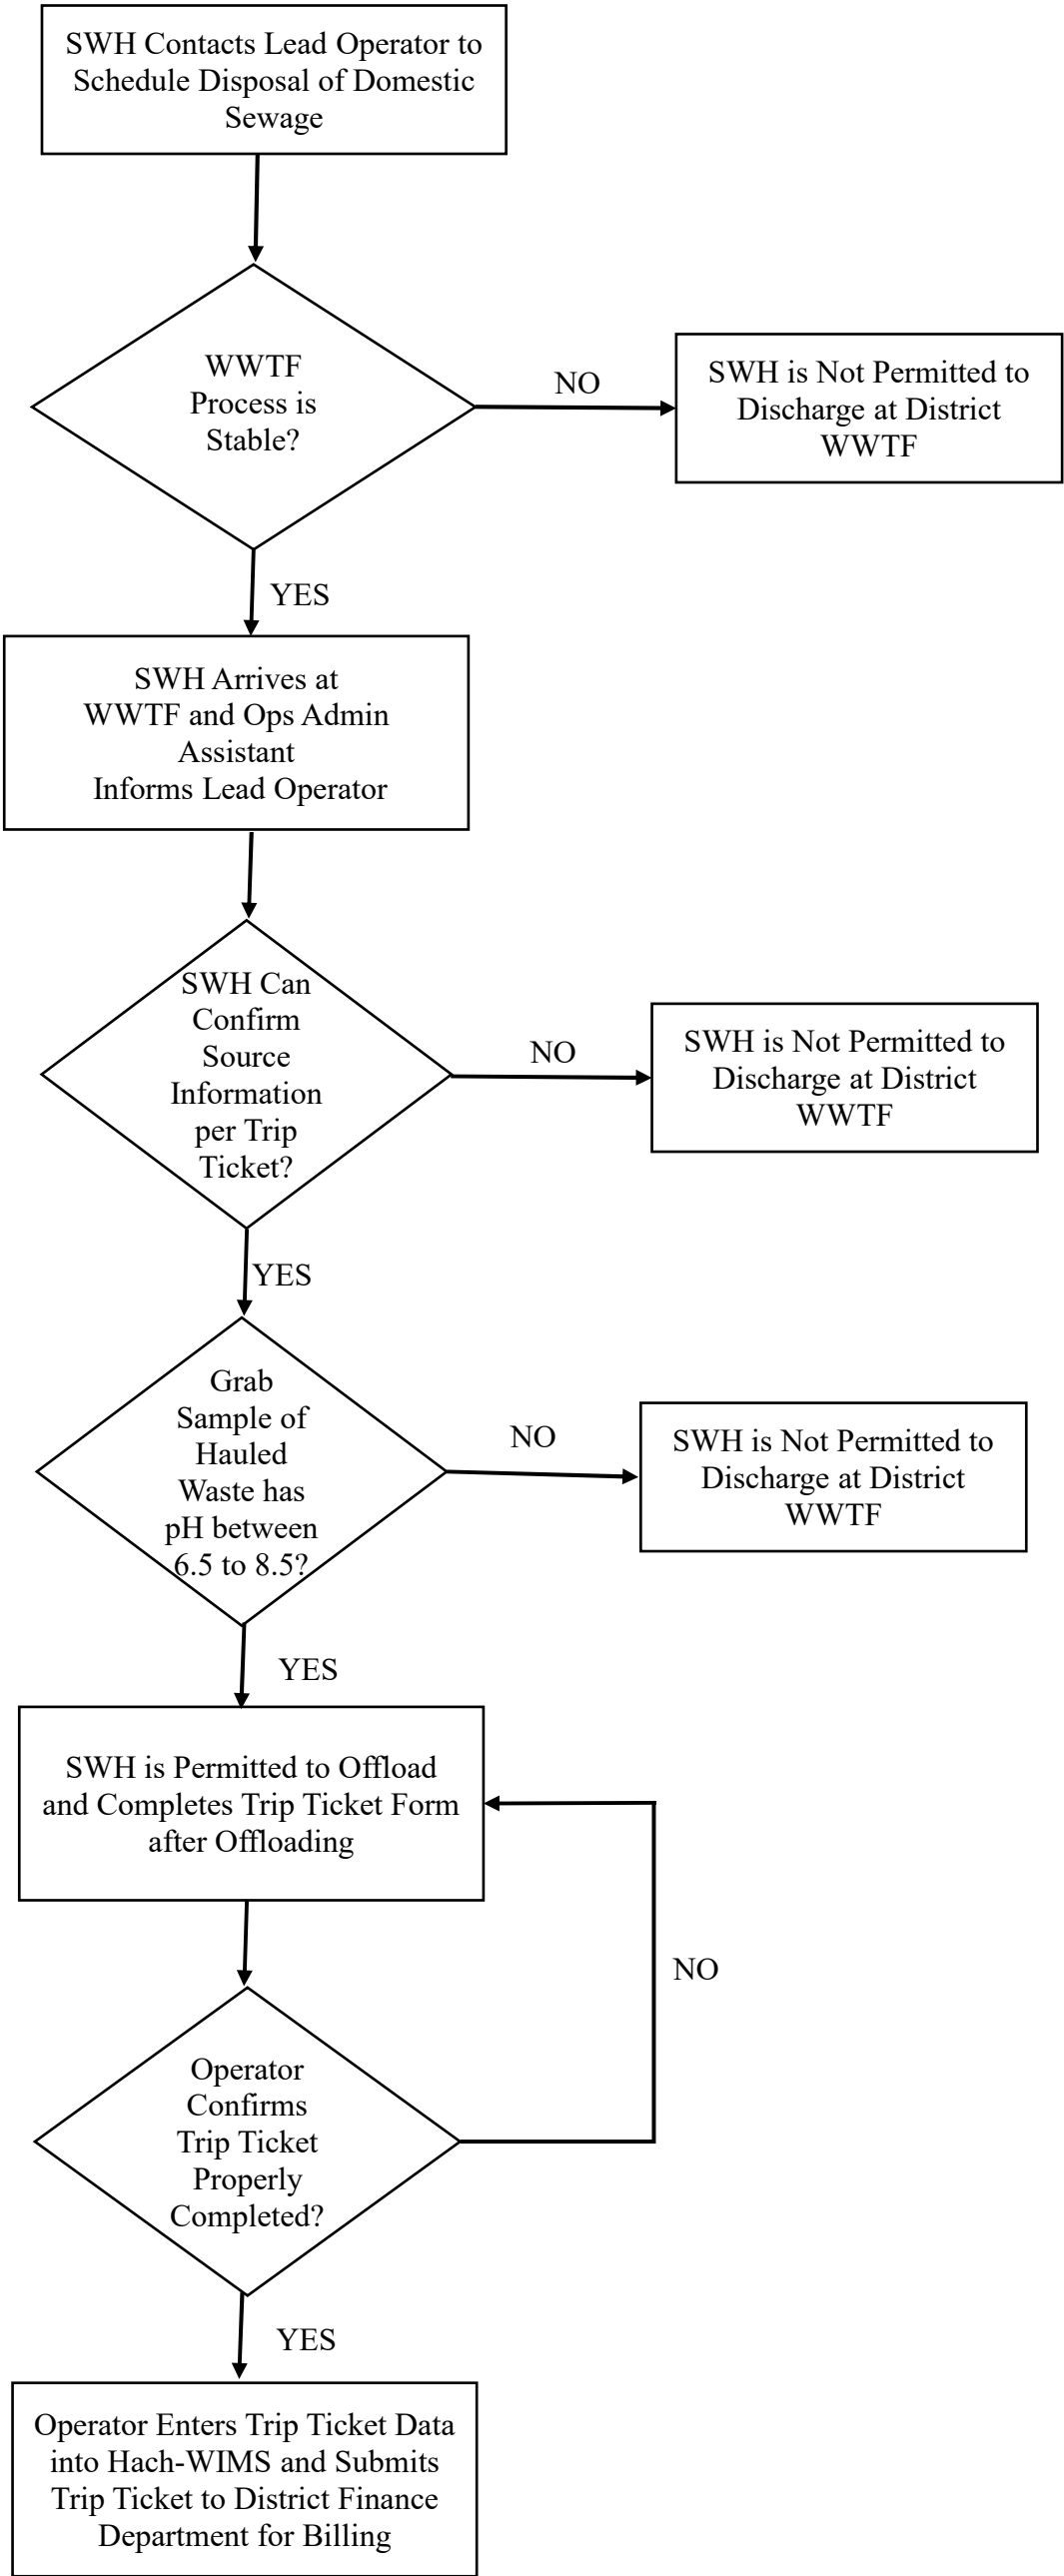 SWH Contacts Lead Operator to
Schedule Disposal of Domestic
Sewage
WWTF
Process is
Stable?
NO
SWH is Not Permitted to
Discharge at District
WWTF
YES
SWH Arrives at
WWTF and Ops Admin
Assistant
Informs Lead Operator
SWH Can
Confirm
Source
Information
per Trip
Ticket?
NO
SWH is Not Permitted to
Discharge at District
WWTF
YES
Grab
Sample of
Hauled
Waste has
pH between
6.5 to 8.5?
NO
SWH is Not Permitted to
Discharge at District
WWTF
YES
SWH is Permitted to Offload
and Completes Trip Ticket Form
after Offloading
NO
Operator
Confirms
Trip Ticket
Properly
Completed?
YES
Operator Enters Trip Ticket Data
into Hach-WIMS and Submits
Trip Ticket to District Finance
Department for Billing